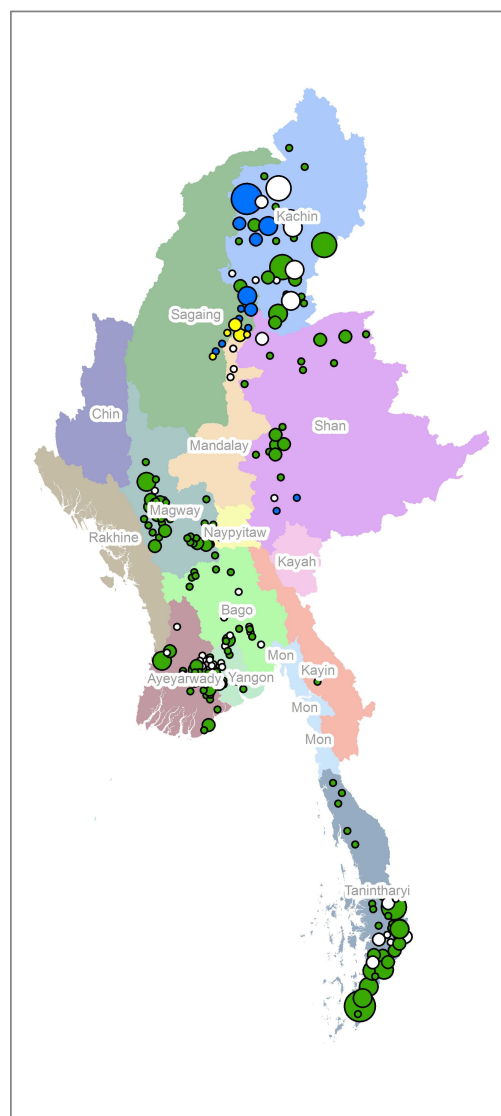 Kachin
Sagaing
Chin
Shan
Mandalay
Magway
Rakhine
Naypyitaw
Kayah
Bago
Mon
Kayin
Ayeyarwady
Yangon
Mon
Mon
Tanintharyi